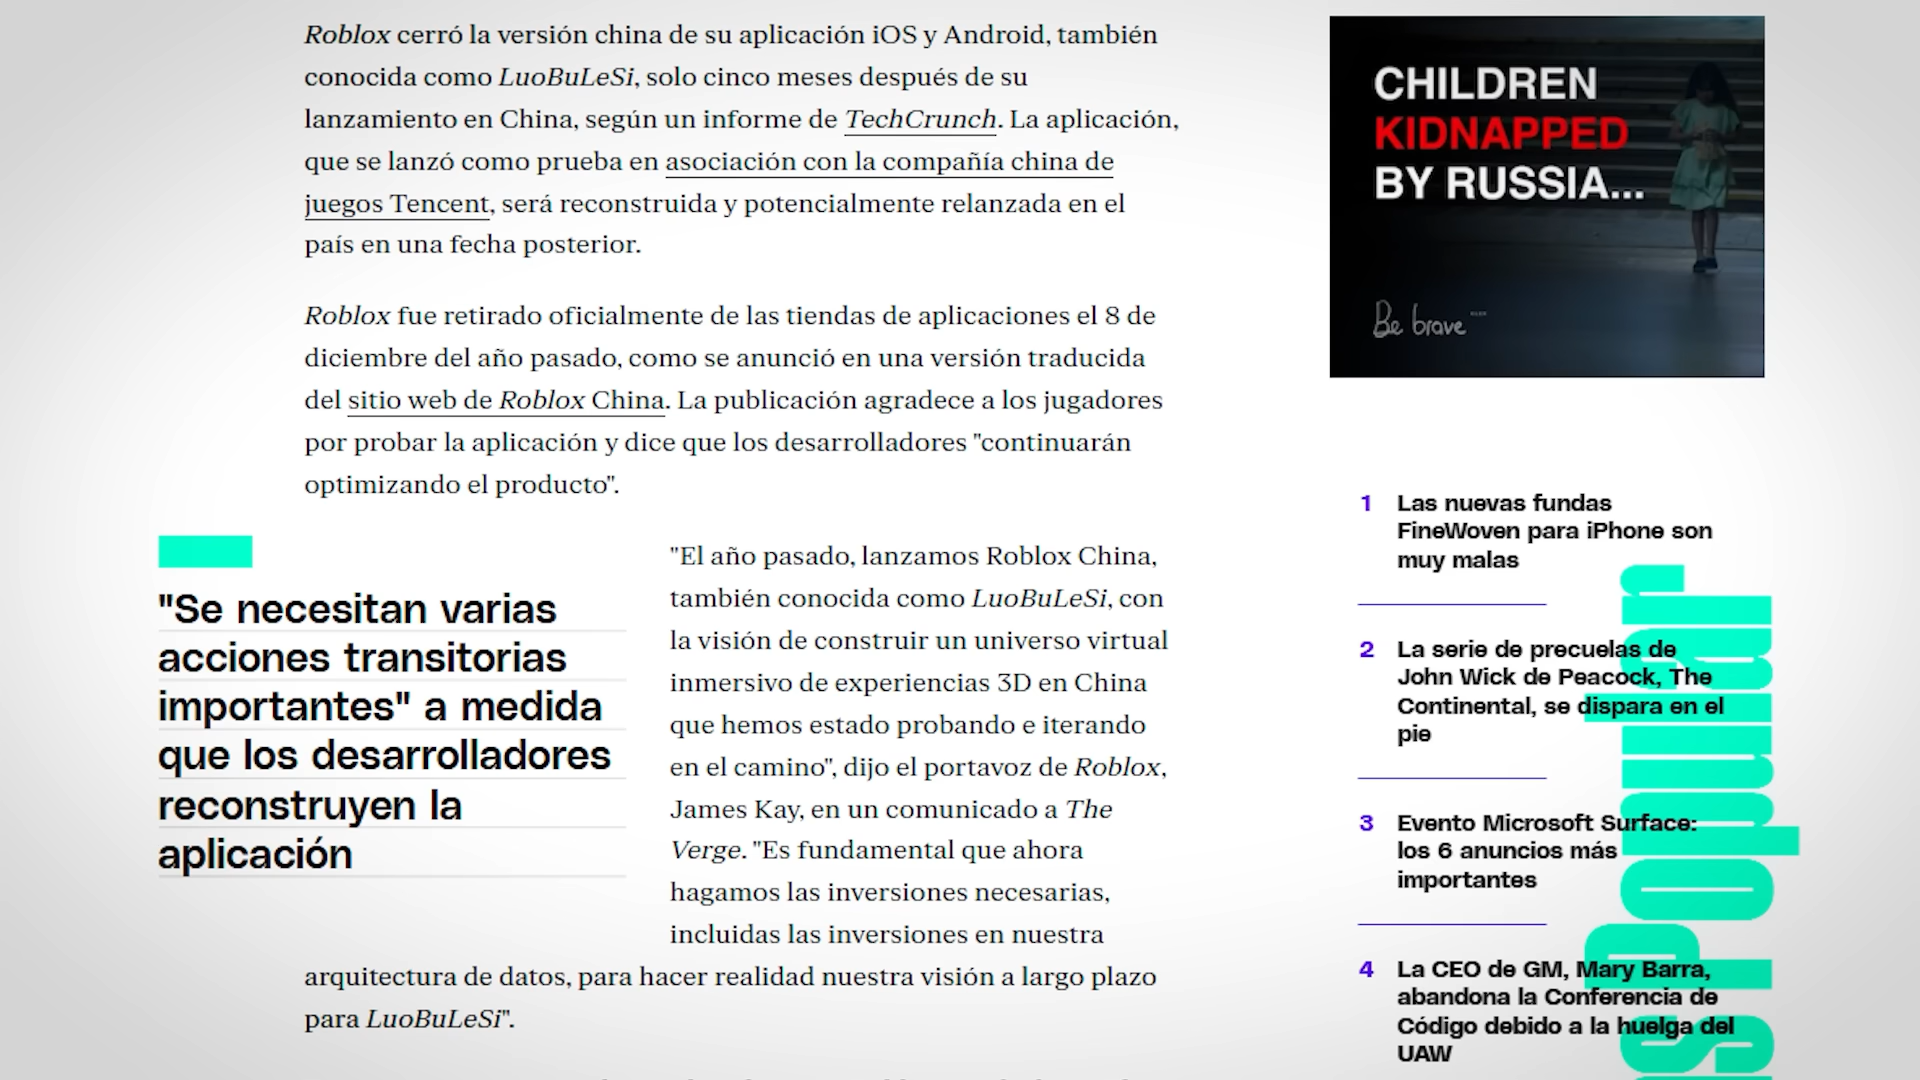 Roblox cerró la versión china de su aplicación iOS y Android, también
conocida como LuoBuLeSi, solo cinco meses después de su
lanzamiento en China, según un informe de TechCrunch. La aplicación,
que se lanzó como prueba en asociación con la compañía china de
juegos Tencent, será reconstruida y potencialmente relanzada en el
país en una fecha posterior.
Roblox fue retirado oficialmente de las tiendas de aplicaciones el 8 de
diciembre del año pasado, como se anunció en una versión traducida
del sitio web de Roblox China. La publicación agradece a los jugadores
por probar la aplicación y dice que los desarrolladores "continuarán
optimizando el producto".
"Se necesitan varias
acciones transitorias
importantes" a medida
que los desarrolladores
reconstruyen la
aplicación
"El año pasado, lanzamos Roblox China,
también conocida como LuoBuLeSi, con
la visión de construir un universo virtual
inmersivo de experiencias 3D en China
que hemos estado probando e iterando
en el camino", dijo el portavoz de Roblox,
James Kay, en un comunicado a The
Verge. "Es fundamental que ahora
hagamos las inversiones necesarias,
incluidas las inversiones en nuestra
arquitectura de datos, para hacer realidad nuestra visión a largo plazo
para LuoBuLeSi".
CHILDREN
KIDNAPPED
BY RUSSIA...
Be brave
1 Las nuevas fundas
FineWoven para iPhone son
muy malas
2 La serie de precuelas de
John Wick de Peacock, The
Continental, se dispara en el
pie
3 Evento Microsoft Surface:
los 6 anuncios más
importantes
4 La CEO de GM, Mary Barra,
abandona la Conferencia de
Código debido a la huelga del
UAW
s Popular